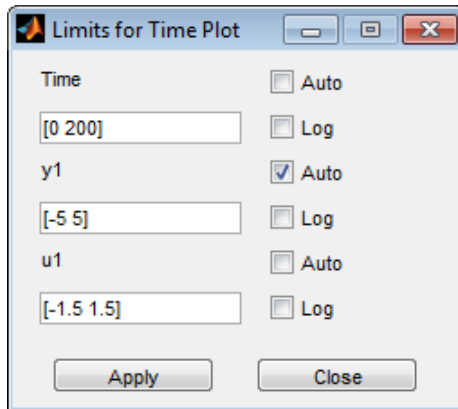 Limits for Time Plot
Time Auto
[0 200] Log
y1 Auto
[-5 5] Log
u1 Auto
[-1.5 1.5] Log
Apply Close